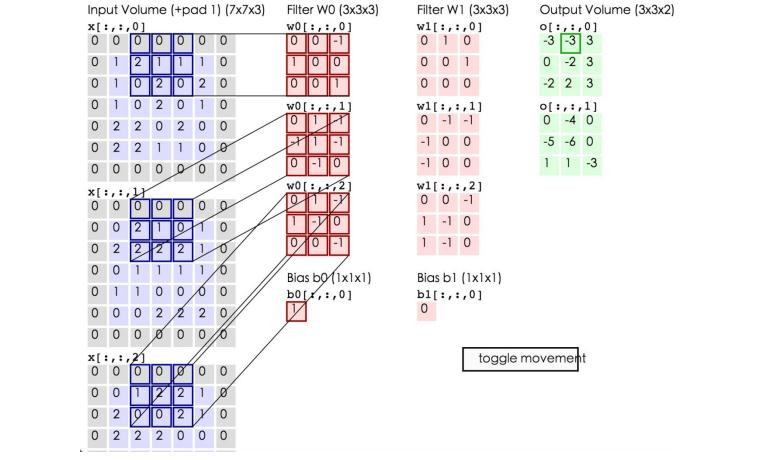 Input Volume (+pad 1) (7x7x3)
x[:,:,0]
0 0 0 0 0 0 0
0 1 2 1 1 1 0
0 1 0 2 0 2 0
0 1 0 2 0 1 0
0 2 2 0 2 0 0
0 2 2 1 1 0 0
0 0 0 0 0 0 0
x[:,:,1]
0 0 0 0 0 0 0
0 0 2 1 0 1 0
0 2 2 2 2 1 0
0 0 1 1 1 1 0
0 1 1 0 0 0 0
0 0 0 2 2 2 0
0 0 0 0 0 0 0
x[:,:,2]
0 0 0 0 0 0 0
0 0 1 2 2 1 0
0 2 0 0 2 1 0
0 2 2 2 0 0 0
Filter W0 (3x3x3)
w0[:,:,0]
0 0 -1
1 0 0
0 0 1
w0[:,:,1]
0 1 -1
-1 1 -1
0 -1 0
w0[:,:,2]
0 1 -1
1 -1 0
0 0 -1
Bias b0 (1x1x1)
b0[:,:,0]
1
Filter W1 (3x3x3)
w1[:,:,0]
0 1 0
0 0 1
0 0 0
w1[:,:,1]
0 -1 -1
-1 0 0
-1 0 0
w1[:,:,2]
0 0 -1
1 -1 0
1 -1 0
Bias b1 (1x1x1)
b1[:,:,0]
0
Output Volume (3x3x2)
o[:,:,0]
-3 -3 3
0 -2 3
-2 2 3
o[:,:,1]
0 -4 0
-5 -6 0
1 1 -3
toggle movement